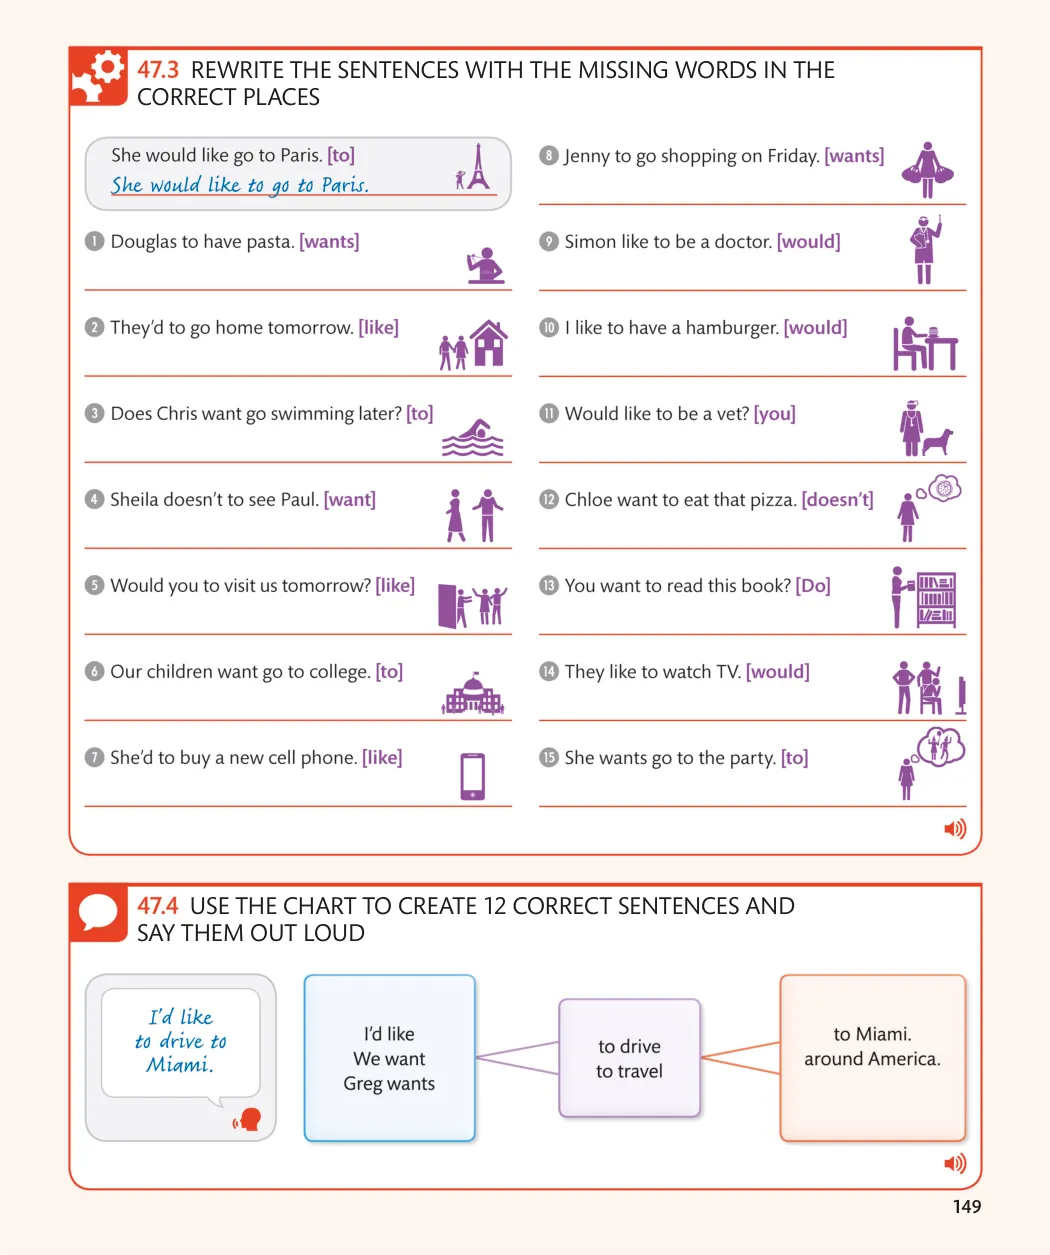 47.3 REWRITE THE SENTENCES WITH THE MISSING WORDS IN THE
CORRECT PLACES
She would like go to Paris. [to]
She would like to go to Paris.
1 Douglas to have pasta. [wants]
2 They’d to go home tomorrow. [like]
3 Does Chris want go swimming later? [to]
4 Sheila doesn’t to see Paul. [want]
5 Would you to visit us tomorrow? [like]
6 Our children want go to college. [to]
7 She’d to buy a new cell phone. [like]
8 Jenny to go shopping on Friday. [wants]
9 Simon like to be a doctor. [would]
10 I like to have a hamburger. [would]
11 Would like to be a vet? [you]
12 Chloe want to eat that pizza. [doesn’t]
13 You want to read this book? [Do]
14 They like to watch TV. [would]
15 She wants go to the party. [to]
47.4 USE THE CHART TO CREATE 12 CORRECT SENTENCES AND
SAY THEM OUT LOUD
I’d like
to drive to
Miami.
I’d like
We want
Greg wants
to drive
to travel
to Miami.
around America.
149